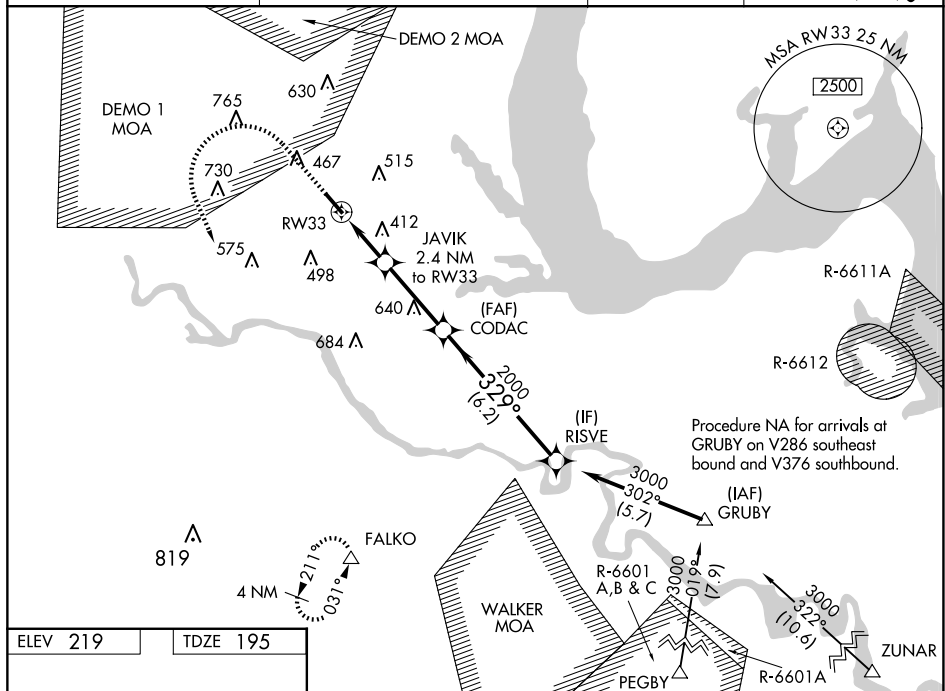 DEMO 2 MOA
MSA RW33 25 NM
2500
DEMO 1
MOA
765
630
730
467
515
RW33
412
575
498
JAVIK
2.4 NM
to RW33
640
(FAF)
CODAC
684
R-6611A
R-6612
2000
329°
(6.2)
(IF)
RISVE
Procedure NA for arrivals at
GRUBY on V286 southeast
bound and V376 southbound.
3000
302°
(5.7)
(IAF)
GRUBY
819
FALKO
211°
031°
4 NM
R-6601
A,B & C
3000
019°
(7.9)
WALKER
MOA
3000
322°
(10.6)
ZUNAR
PEGBY
R-6601A
ELEV 219
TDZE 195